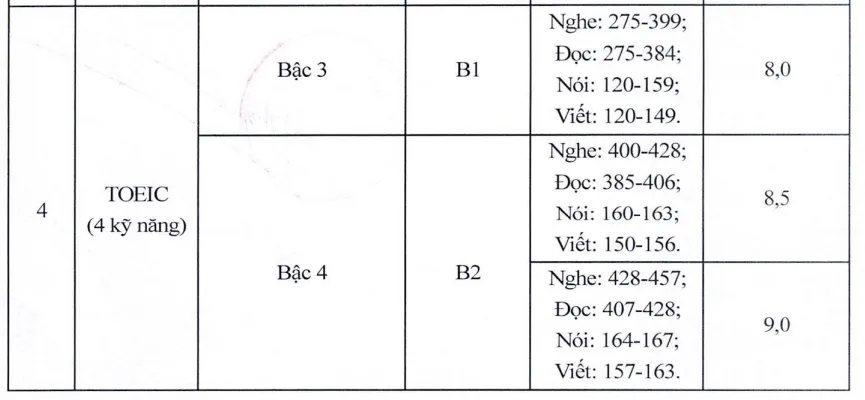 4
TOEIC
(4 kỹ năng)
Bậc 3
B1
Nghe: 275-399;
Đọc: 275-384;
Nói: 120-159;
Viết: 120-149.
8,0
Bậc 4
B2
Nghe: 400-428;
Đọc: 385-406;
Nói: 160-163;
Viết: 150-156.
8,5
Nghe: 428-457;
Đọc: 407-428;
Nói: 164-167;
Viết: 157-163.
9,0